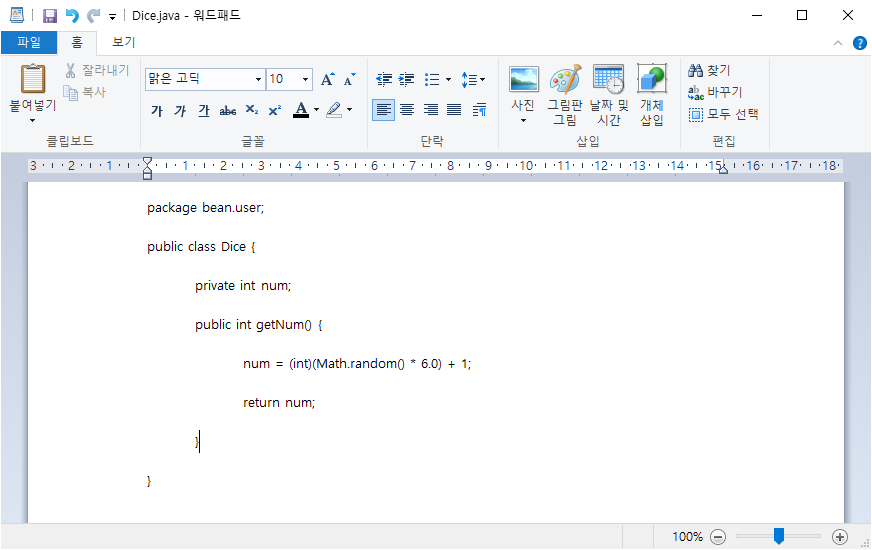 Dice.java - 워드패드
파일 홈 보기
붙여넣기
잘라내기
복사
클립보드
맑은 고딕 10
가 가 가 abc X₂ X² A
글꼴
단락
사진
그림판 그림
날짜 및 시간
개체 삽입
삽입
찾기
바꾸기
모두 선택
편집
3 2 1 1 2 3 4 5 6 7 8 9 10 11 12 13 14 15 16 17 18
package bean.user;
public class Dice {
private int num;
public int getNum() {
num = (int)(Math.random() * 6.0) + 1;
return num;
}
}
100%